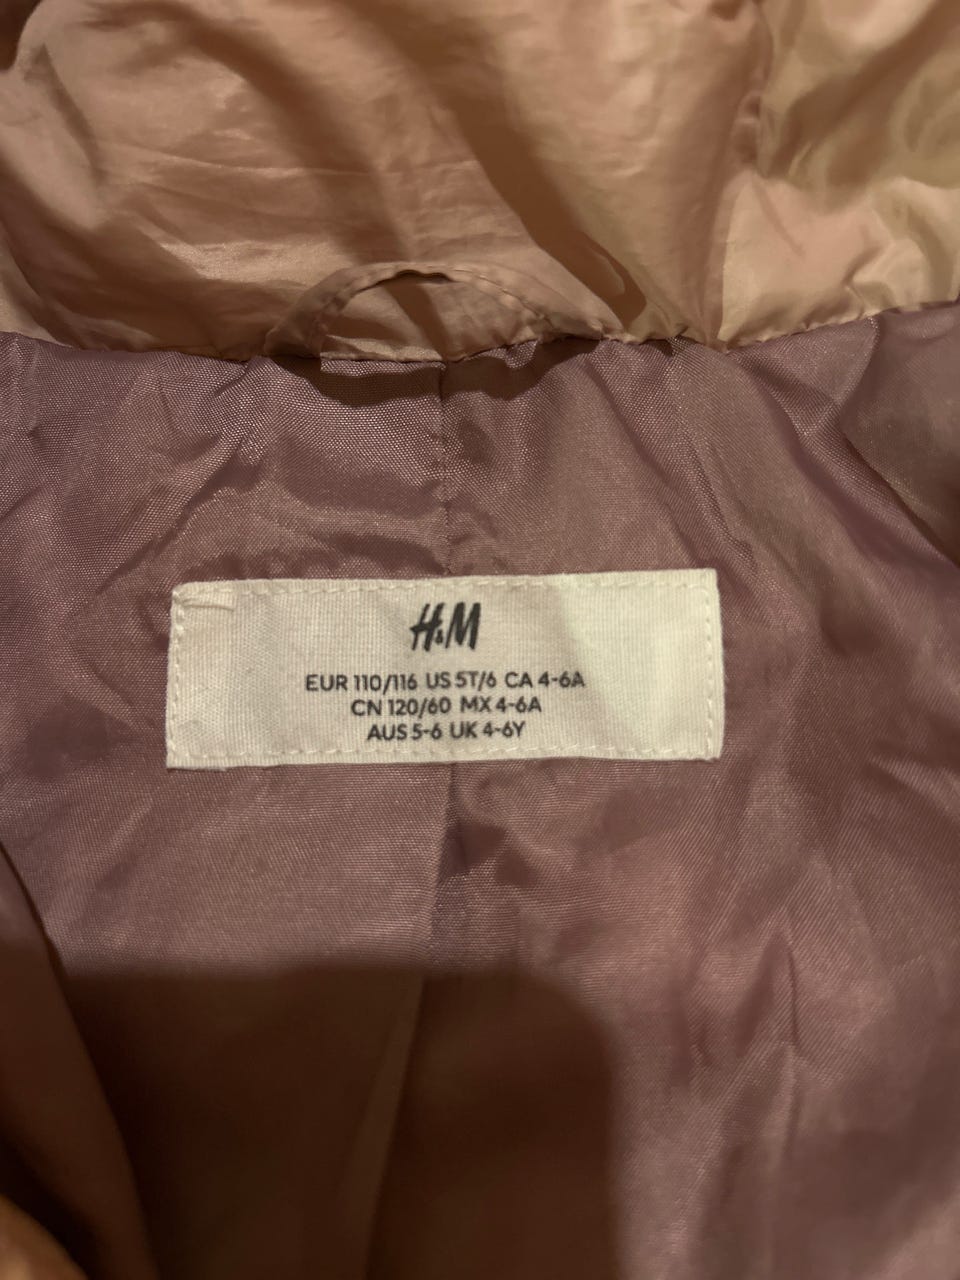 H&M
EUR 110/116 US 5T/6 CA 4-6A
CN 120/60 MX 4-6A
AUS 5-6 UK 4-6Y